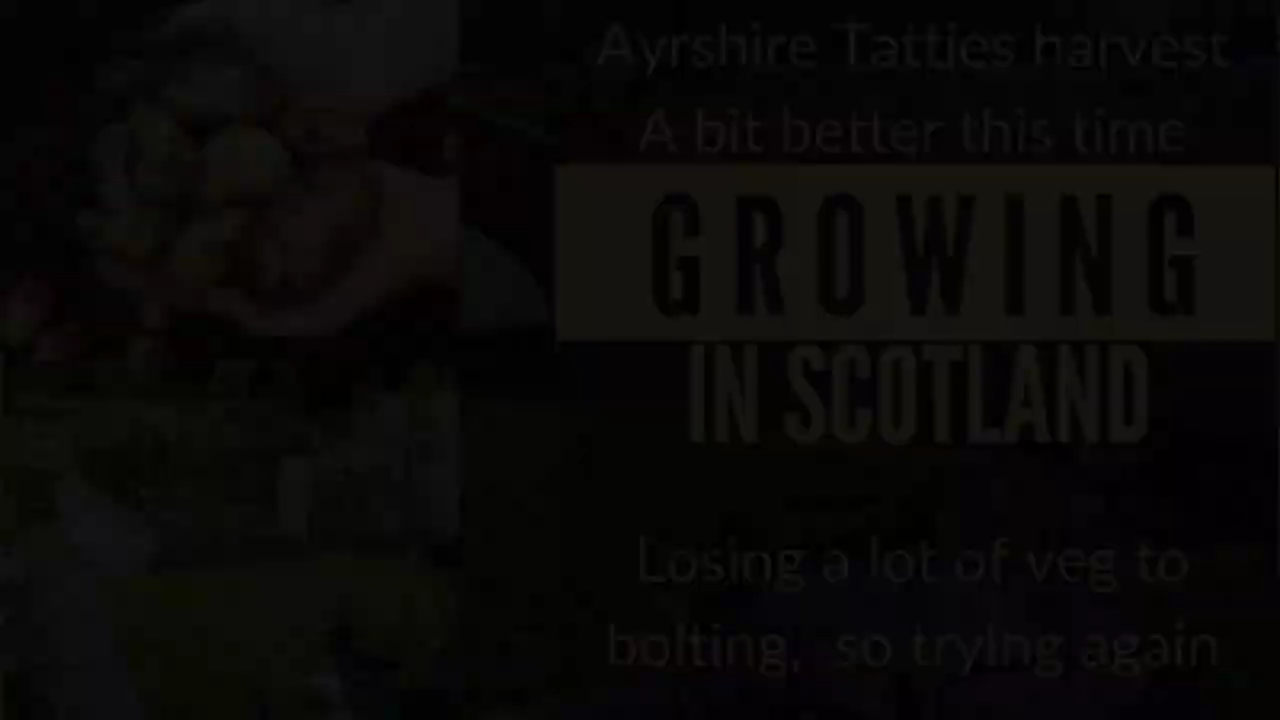 Ayrshire Tatties harvest
A bit better this time
GROWING
IN SCOTLAND
Losing a lot of veg to
bolting, so trying again